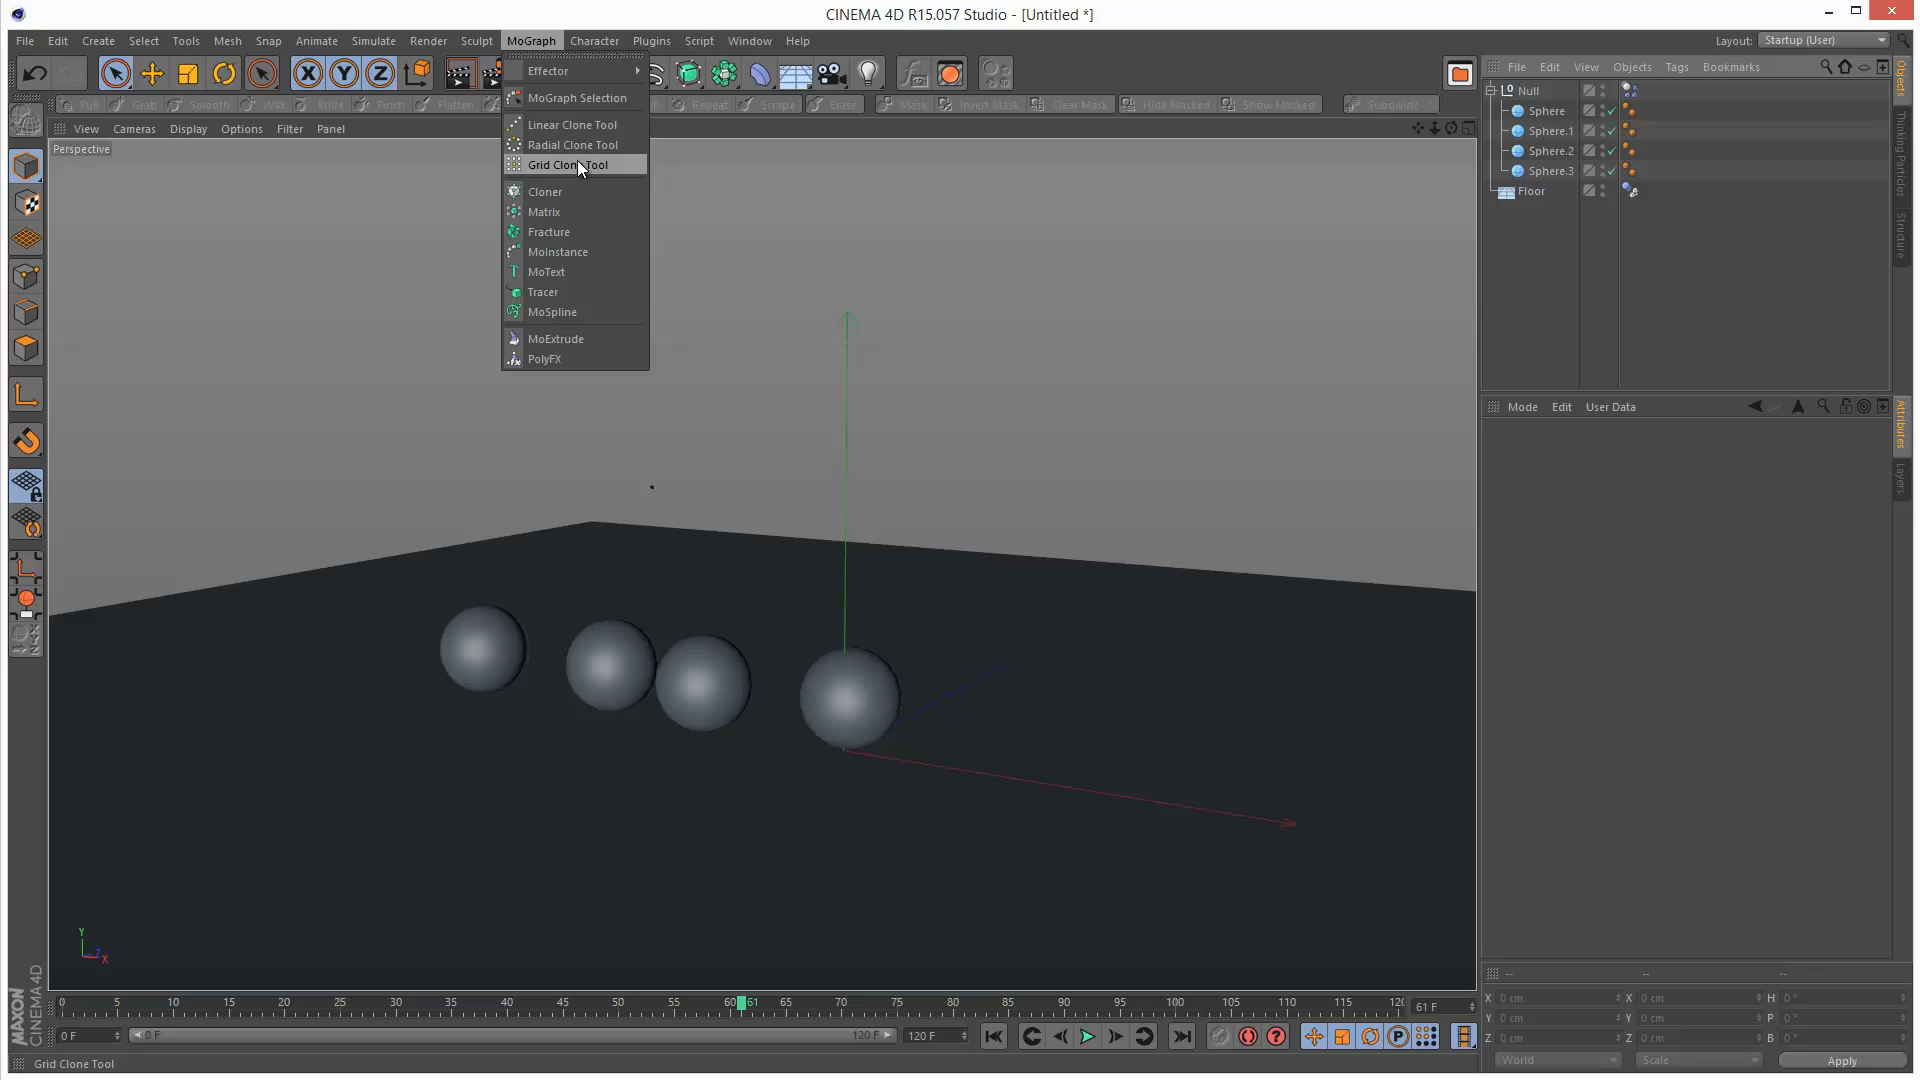 CINEMA 4D R15.057 Studio - [Untitled *]
File Edit Create Select Tools Mesh Snap Animate Simulate Render Sculpt MoGraph Character Plugins Script Window Help
Layout: Startup (User)
Effector
MoGraph Selection
Linear Clone Tool
Radial Clone Tool
Grid Clone Tool
Cloner
Matrix
Fracture
MoInstance
MoText
Tracer
MoSpline
MoExtrude
PolyFX
Pull Grab Smooth Wax Knife Pinch Flatten Repeat Scrape Erase Mask Invert Mask Clear Mask Hide Masked Show Masked Subdivide
View Cameras Display Options Filter Panel
Perspective
File Edit View Objects Tags Bookmarks
Null
Sphere
Sphere.1
Sphere.2
Sphere.3
Floor
Objects
Thinking Particles
Structure
Mode Edit User Data
Attributes
Layers
Y
Z
X
MAXON
CINEMA 4D
0 5 10 15 20 25 30 35 40 45 50 55 60 61 65 70 75 80 85 90 95 100 105 110 115 120
61 F
0 F
0 F
120 F
120 F
-- -- --
X 0 cm X 0 cm H 0 °
Y 0 cm Y 0 cm P 0 °
Z 0 cm Z 0 cm B 0 °
World Scale Apply
Grid Clone Tool